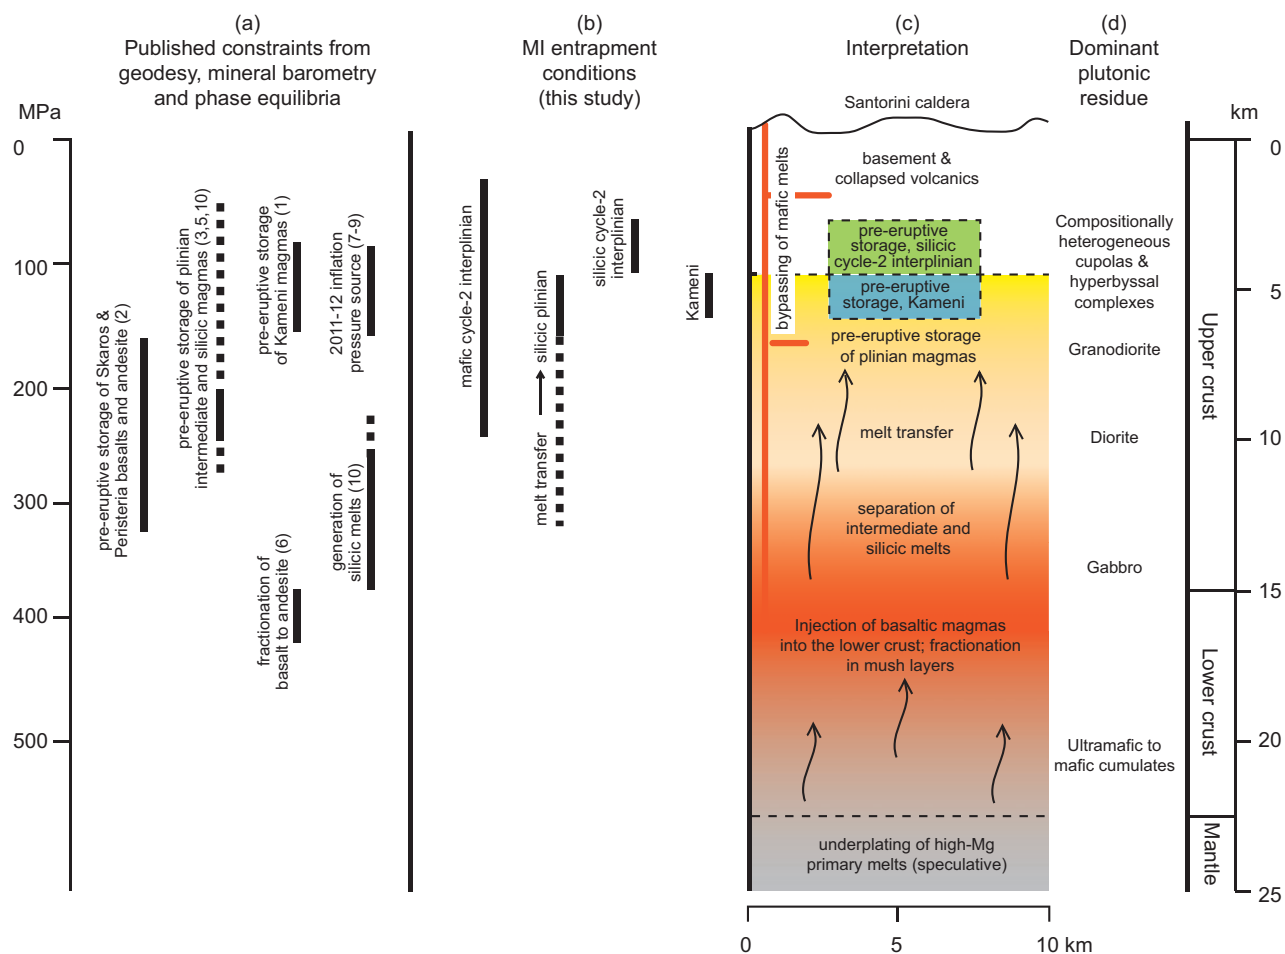 (a)
Published constraints from
geodesy, mineral barometry
and phase equilibria
(b)
MI entrapment
conditions
(this study)
(c)
Interpretation
(d)
Dominant
plutonic
residue
MPa
0
100
200
300
400
500
pre-eruptive storage of Skaros &
Peristeria basalts and andesite (2)
pre-eruptive storage of plinian
intermediate and silicic magmas (3,5,10)
pre-eruptive storage
of Kameni magmas (1)
2011-12 inflation
pressure source (7-9)
fractionation of
basalt to andesite (6)
generation of
silicic melts (10)
mafic cycle-2 interplinian
melt transfer
silicic plinian
silicic cycle-2
interplinian
Kameni
Santorini caldera
bypassing of mafic melts
basement &
collapsed volcanics
pre-eruptive
storage, silicic
cycle-2 interplinian
pre-eruptive
storage, Kameni
pre-eruptive storage
of plinian magmas
melt transfer
separation of
intermediate and
silicic melts
Injection of basaltic magmas
into the lower crust; fractionation
in mush layers
underplating of high-Mg
primary melts (speculative)
0
5
10 km
Compositionally
heterogeneous
cupolas &
hyperbyssal
complexes
Granodiorite
Diorite
Gabbro
Ultramafic to
mafic cumulates
Upper crust
Lower crust
Mantle
km
0
5
10
15
20
25